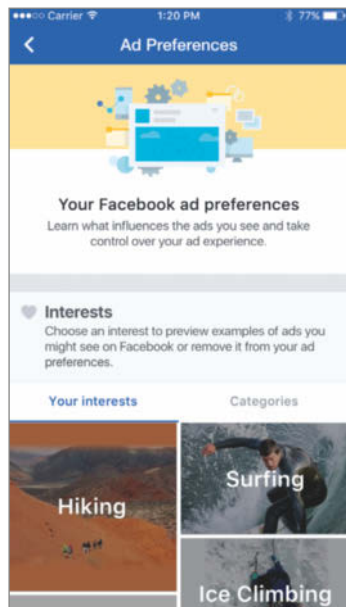 Carrier 1:20 PM 77%
Ad Preferences
Your Facebook ad preferences
Learn what influences the ads you see and take
control over your ad experience.
Interests
Choose an interest to preview examples of ads you
might see on Facebook or remove it from your ad
preferences.
Your interests Categories
Hiking
Surfing
Ice Climbing